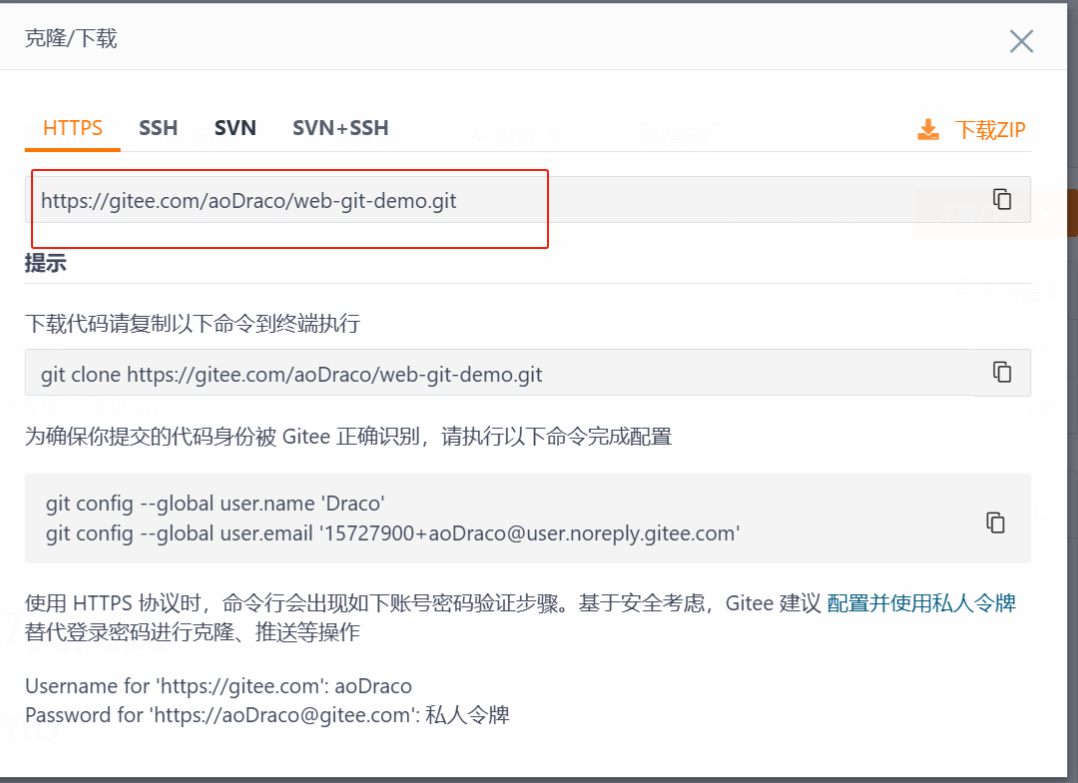 克隆/下载
HTTPS SSH SVN SVN+SSH 下载ZIP
https://gitee.com/aoDraco/web-git-demo.git
提示
下载代码请复制以下命令到终端执行
git clone https://gitee.com/aoDraco/web-git-demo.git
为确保你提交的代码身份被 Gitee 正确识别，请执行以下命令完成配置
git config --global user.name 'Draco'
git config --global user.email '15727900+aoDraco@user.noreply.gitee.com'
使用 HTTPS 协议时，命令行会出现如下账号密码验证步骤。基于安全考虑，Gitee 建议 配置并使用私人令牌
替代登录密码进行克隆、推送等操作
Username for 'https://gitee.com': aoDraco
Password for 'https://aoDraco@gitee.com': 私人令牌